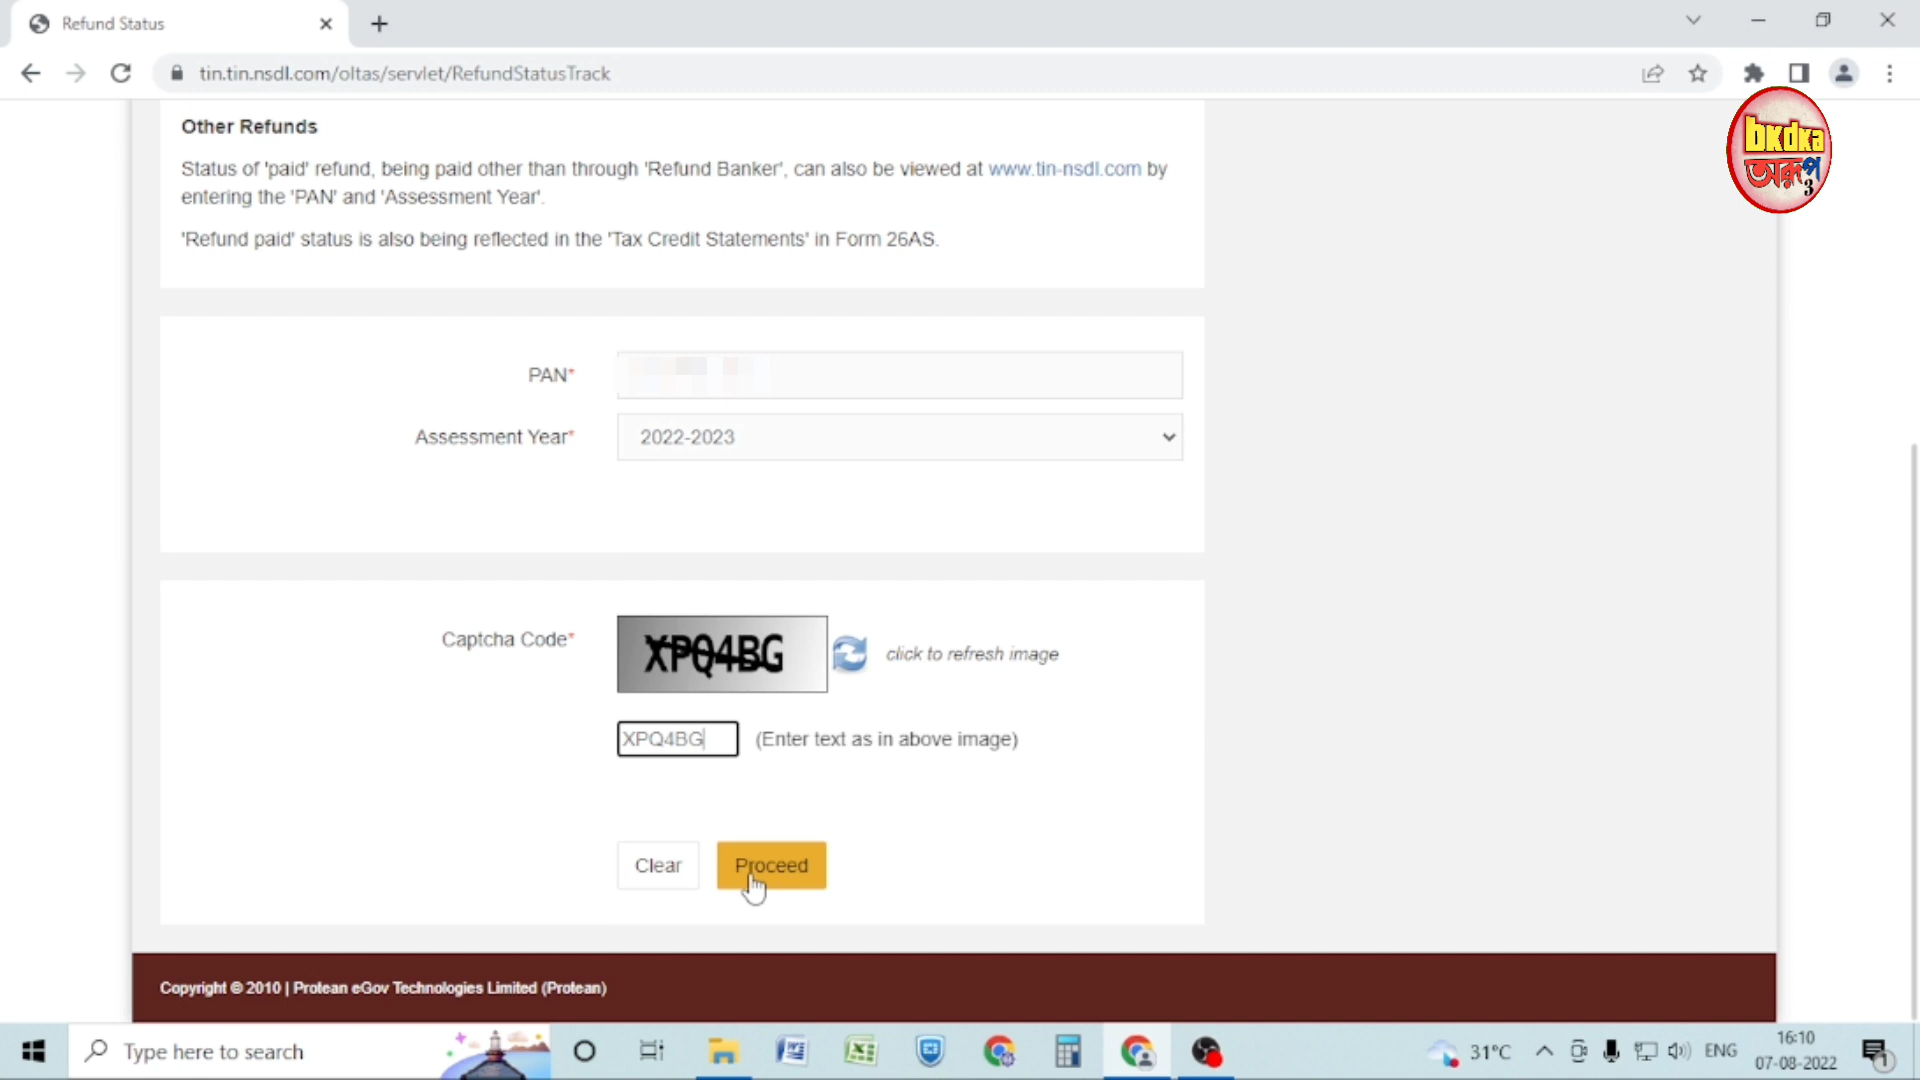 Refund Status
tin.tin.nsdl.com/oltas/servlet/RefundStatusTrack
bkdka
অরূপ
3
Other Refunds
Status of 'paid' refund, being paid other than through 'Refund Banker', can also be viewed at www.tin-nsdl.com by
entering the 'PAN' and 'Assessment Year'.
'Refund paid' status is also being reflected in the 'Tax Credit Statements' in Form 26AS.
PAN*
Assessment Year* 2022-2023
Captcha Code* XPQ4BG click to refresh image
XPQ4BG (Enter text as in above image)
Clear Proceed
Copyright © 2010 | Protean eGov Technologies Limited (Protean)
Type here to search 31°C ENG 16:10
07-08-2022
1